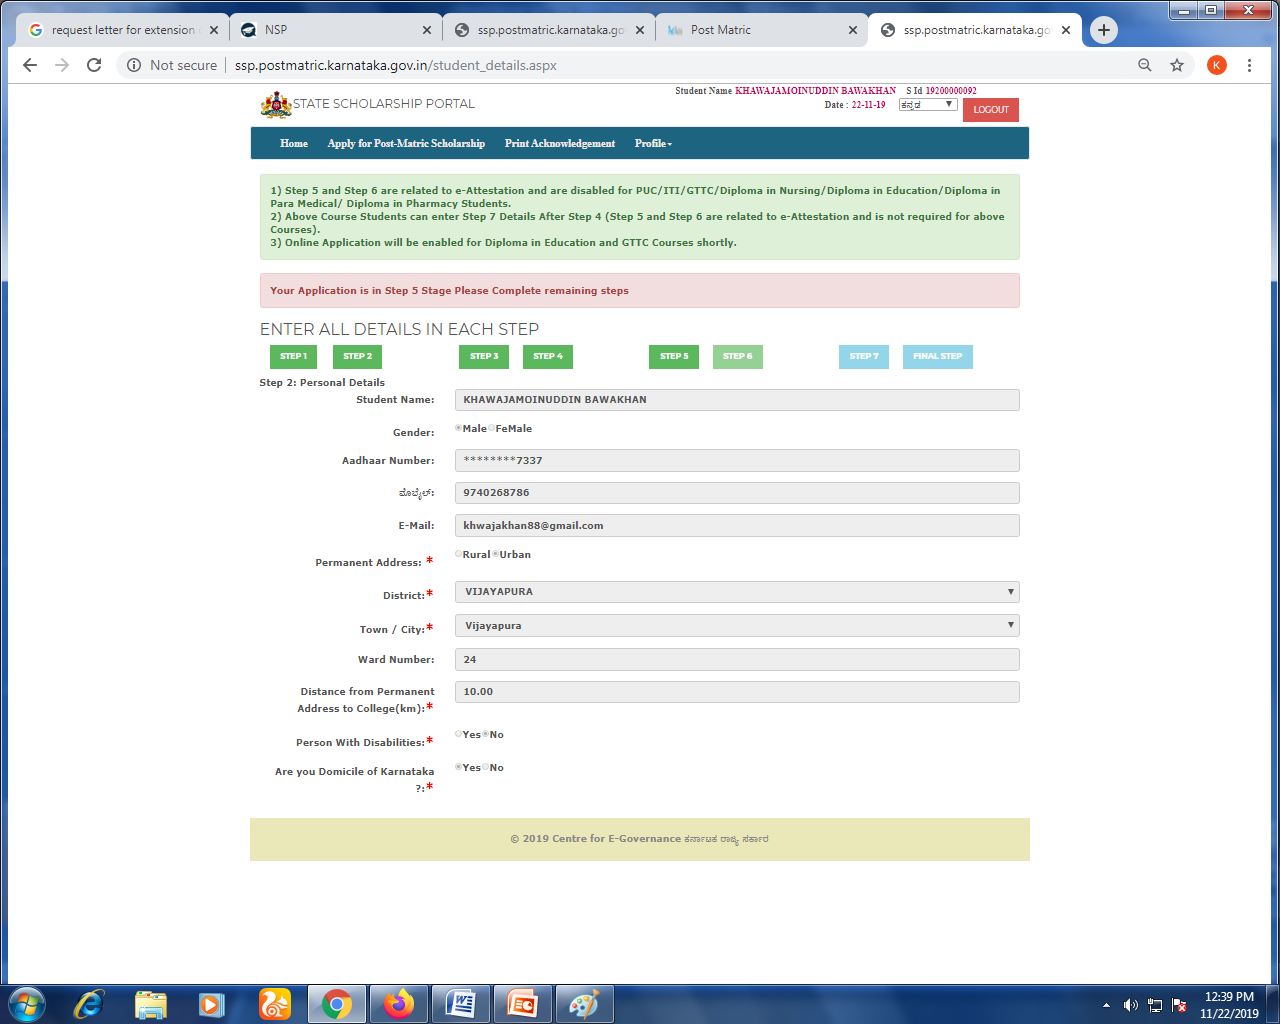 request letter for extension
NSP
ssp.postmatric.karnataka.go
Post Matric
ssp.postmatric.karnataka.go
Not secure | ssp.postmatric.karnataka.gov.in/student_details.aspx
K
STATE SCHOLARSHIP PORTAL
Student Name KHAWAJAMOINUDDIN BAWAKHAN S Id 19200000092
Date : 22-11-19 ಕನ್ನಡ LOGOUT
Home Apply for Post-Matric Scholarship Print Acknowledgement Profile
1) Step 5 and Step 6 are related to e-Attestation and are disabled for PUC/ITI/GTTC/Diploma in Nursing/Diploma in Education/Diploma in
Para Medical/ Diploma in Pharmacy Students.
2) Above Course Students can enter Step 7 Details After Step 4 (Step 5 and Step 6 are related to e-Attestation and is not required for above
Courses).
3) Online Application will be enabled for Diploma in Education and GTTC Courses shortly.
Your Application is in Step 5 Stage Please Complete remaining steps
ENTER ALL DETAILS IN EACH STEP
STEP 1 STEP 2 STEP 3 STEP 4 STEP 5 STEP 6 STEP 7 FINAL STEP
Step 2: Personal Details
Student Name: KHAWAJAMOINUDDIN BAWAKHAN
Gender: Male FeMale
Aadhaar Number: ********7337
ಮೊಬೈಲ್: 9740268786
E-Mail: khwajakhan88@gmail.com
Permanent Address: * Rural Urban
District:* VIJAYAPURA
Town / City:* Vijayapura
Ward Number: 24
Distance from Permanent
Address to College(km):* 10.00
Person With Disabilities:* Yes No
Are you Domicile of Karnataka
?:* Yes No
© 2019 Centre for E-Governance ಕರ್ನಾಟಕ ರಾಜ್ಯ ಸರ್ಕಾರ
12:39 PM
11/22/2019